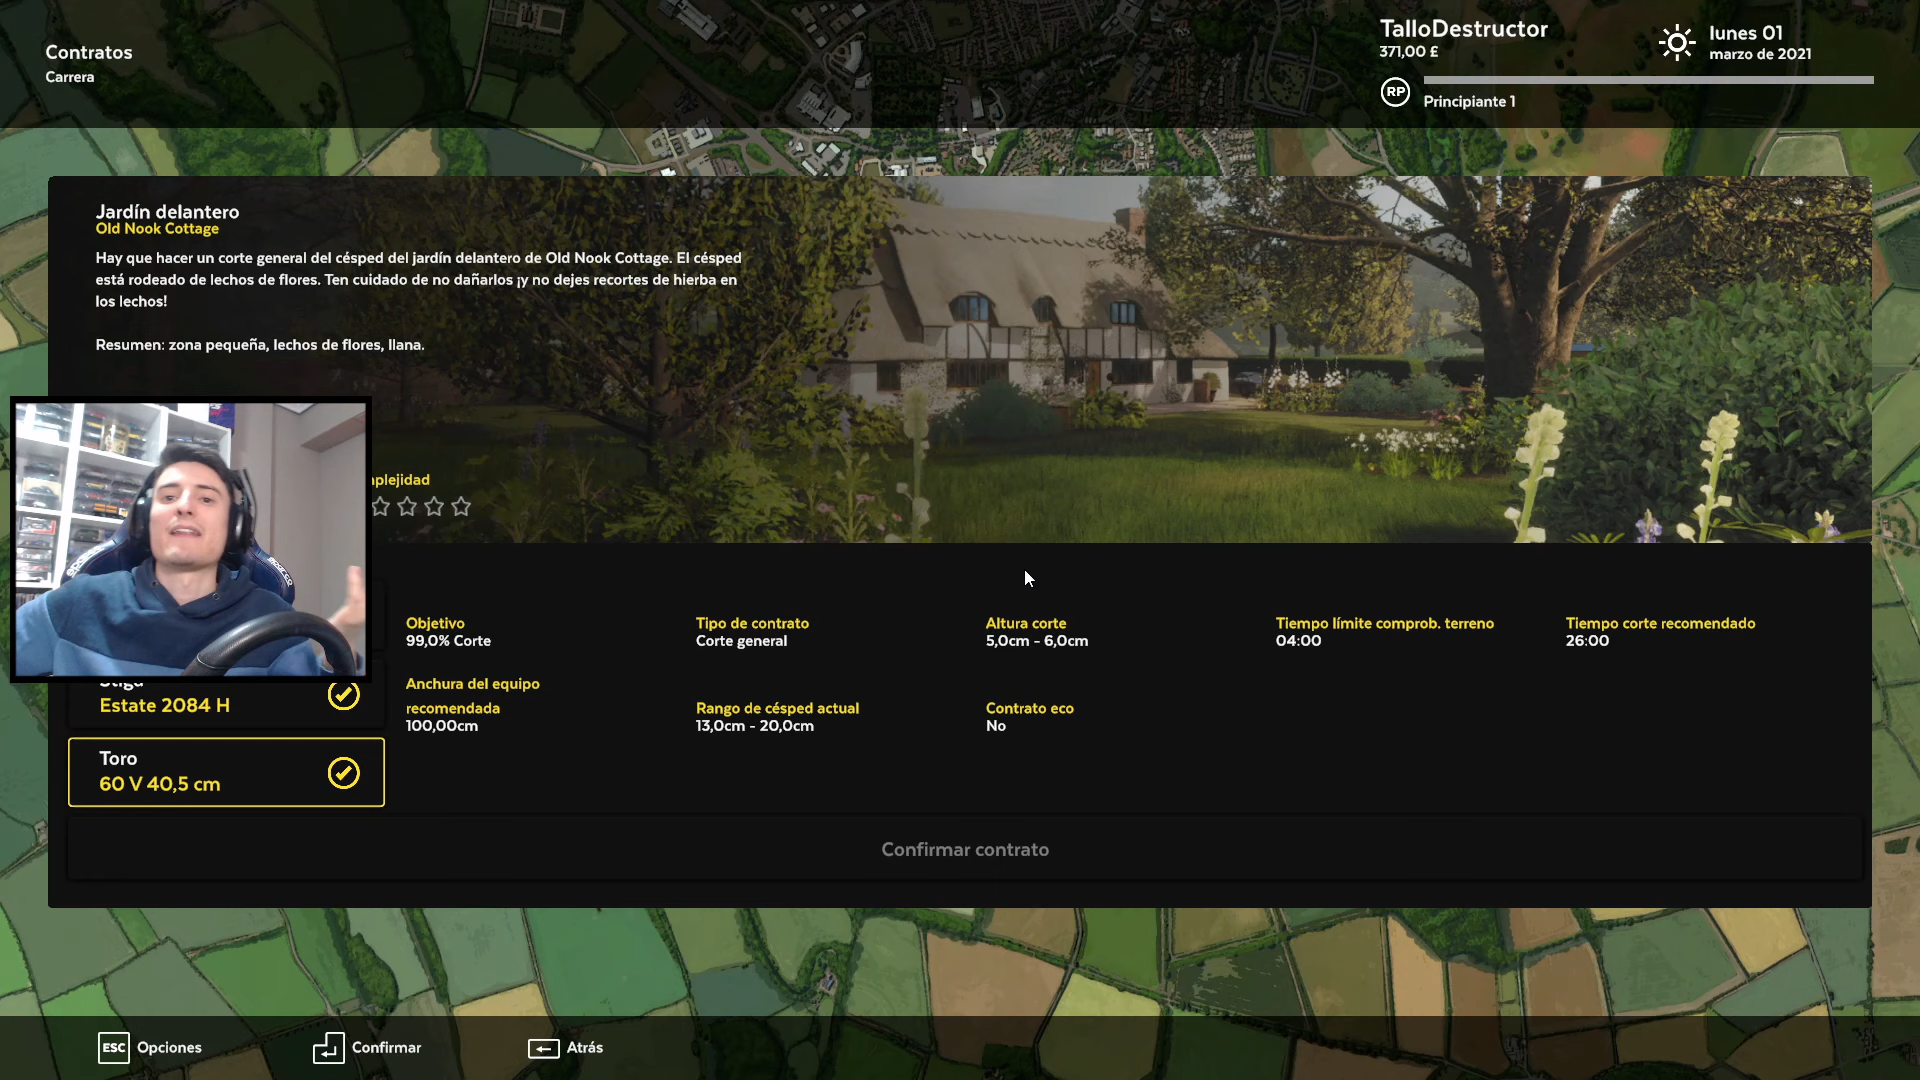 Contratos
Carrera
TalloDestructor
371,00 £
lunes 01
marzo de 2021
RP
Principiante 1
Jardín delantero
Old Nook Cottage
Hay que hacer un corte general del césped del jardín delantero de Old Nook Cottage. El césped
está rodeado de lechos de flores. Ten cuidado de no dañarlos ¡y no dejes recortes de hierba en
los lechos!
Resumen: zona pequeña, lechos de flores, llana.
Objetivo
99,0% Corte
Tipo de contrato
Corte general
Altura corte
5,0cm - 6,0cm
Tiempo límite comprob. terreno
04:00
Tiempo corte recomendado
26:00
Anchura del equipo
recomendada
100,00cm
Rango de césped actual
13,0cm - 20,0cm
Contrato eco
No
Stiga
Estate 2084 H
Toro
60 V 40,5 cm
Confirmar contrato
ESC Opciones
Confirmar
Atrás